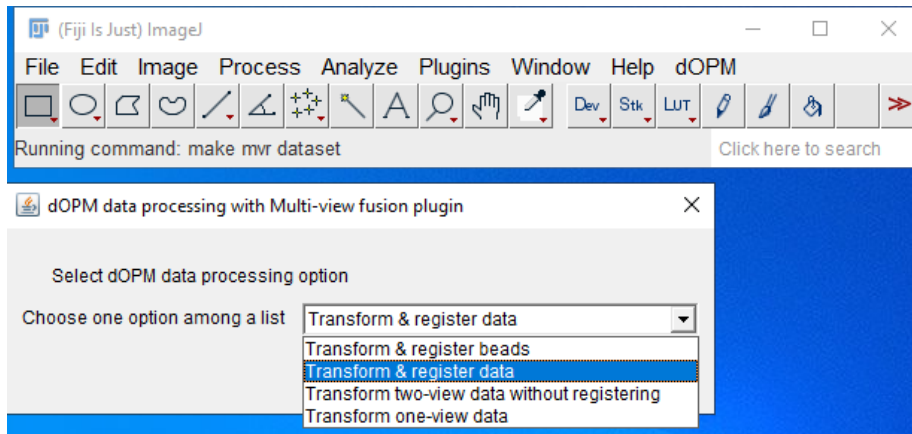 (Fiji Is Just) ImageJ
File Edit Image Process Analyze Plugins Window Help dOPM
A Dev Stk LUT >>
Running command: make mvr dataset Click here to search
dOPM data processing with Multi-view fusion plugin
Select dOPM data processing option
Choose one option among a list Transform & register data
Transform & register beads
Transform & register data
Transform two-view data without registering
Transform one-view data